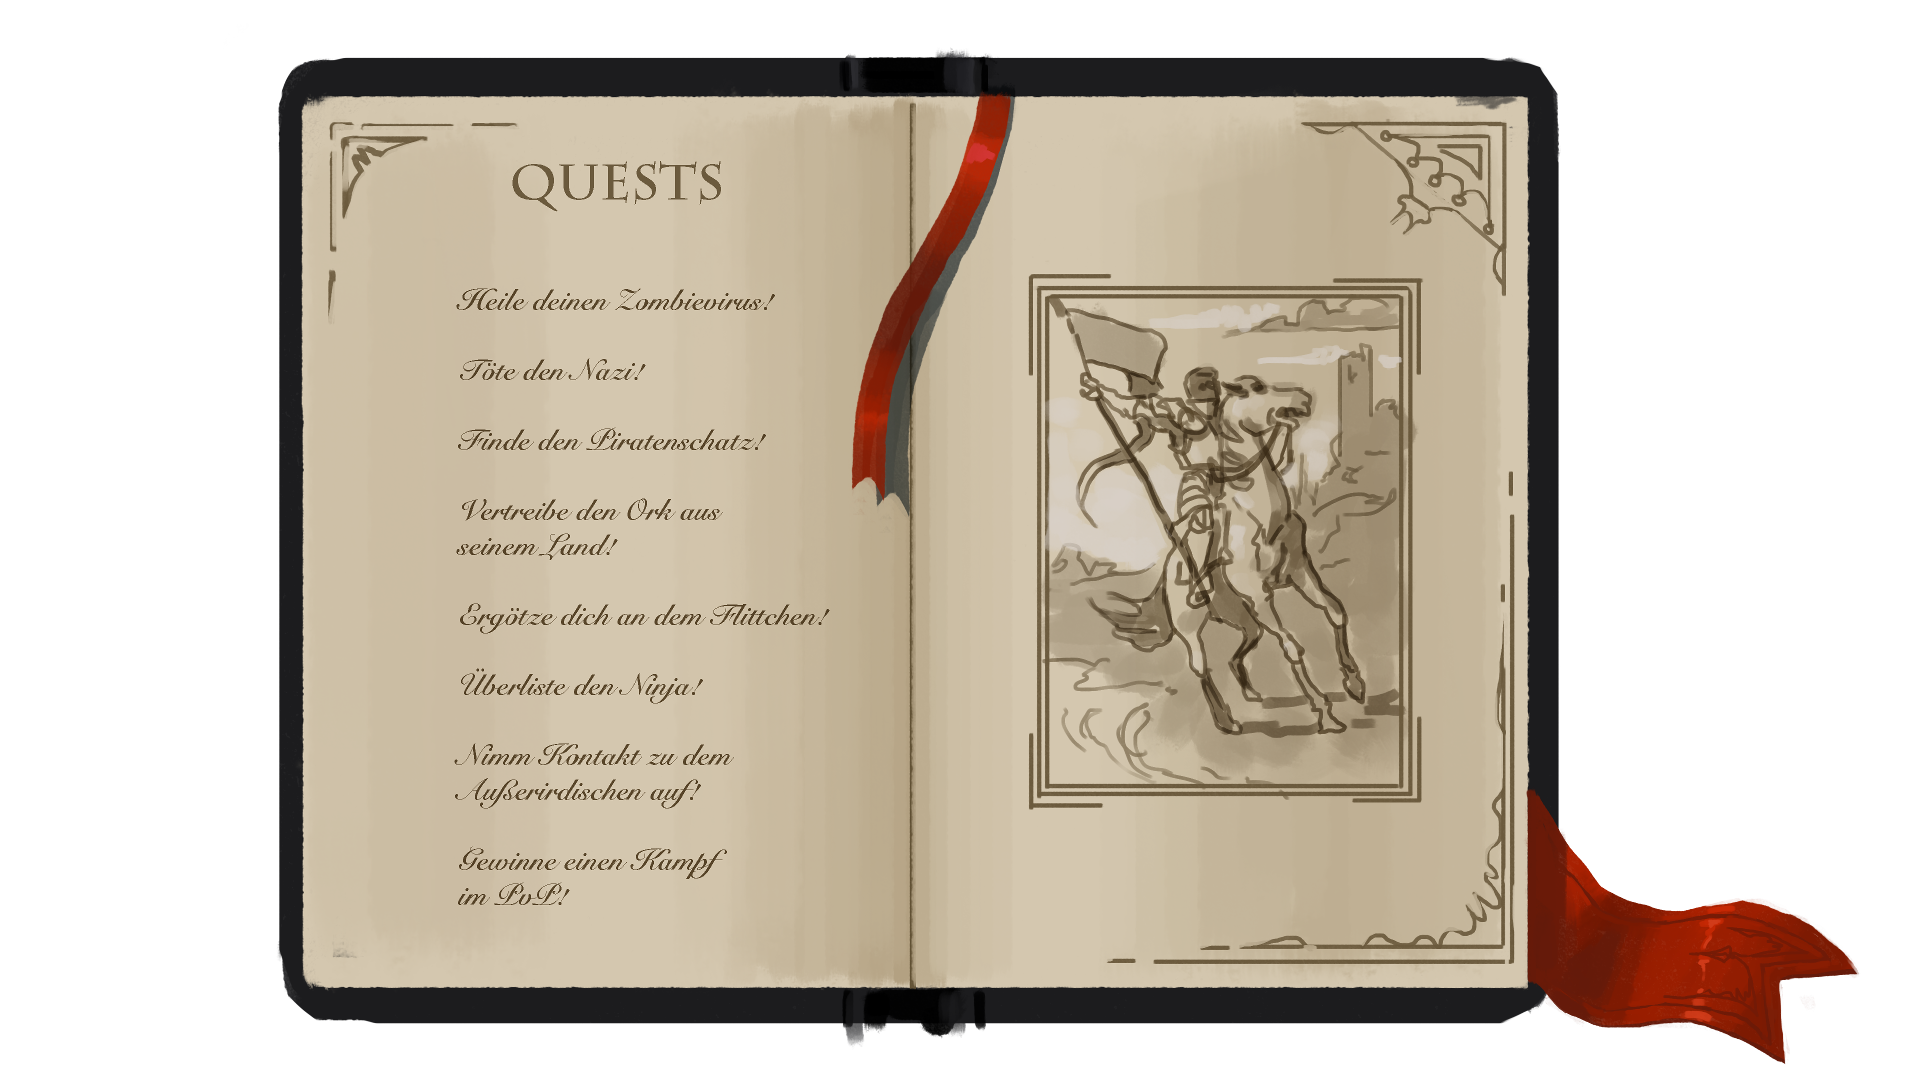 QUESTS
Heile deinen Zombievirus!
Töte den Nazi!
Finde den Piratenschatz!
Vertreibe den Ork aus
seinem Land!
Ergötze dich an dem Flittchen!
Überliste den Ninja!
Nimm Kontakt zu dem
Außerirdischen auf!
Gewinne einen Kampf
im PvP!